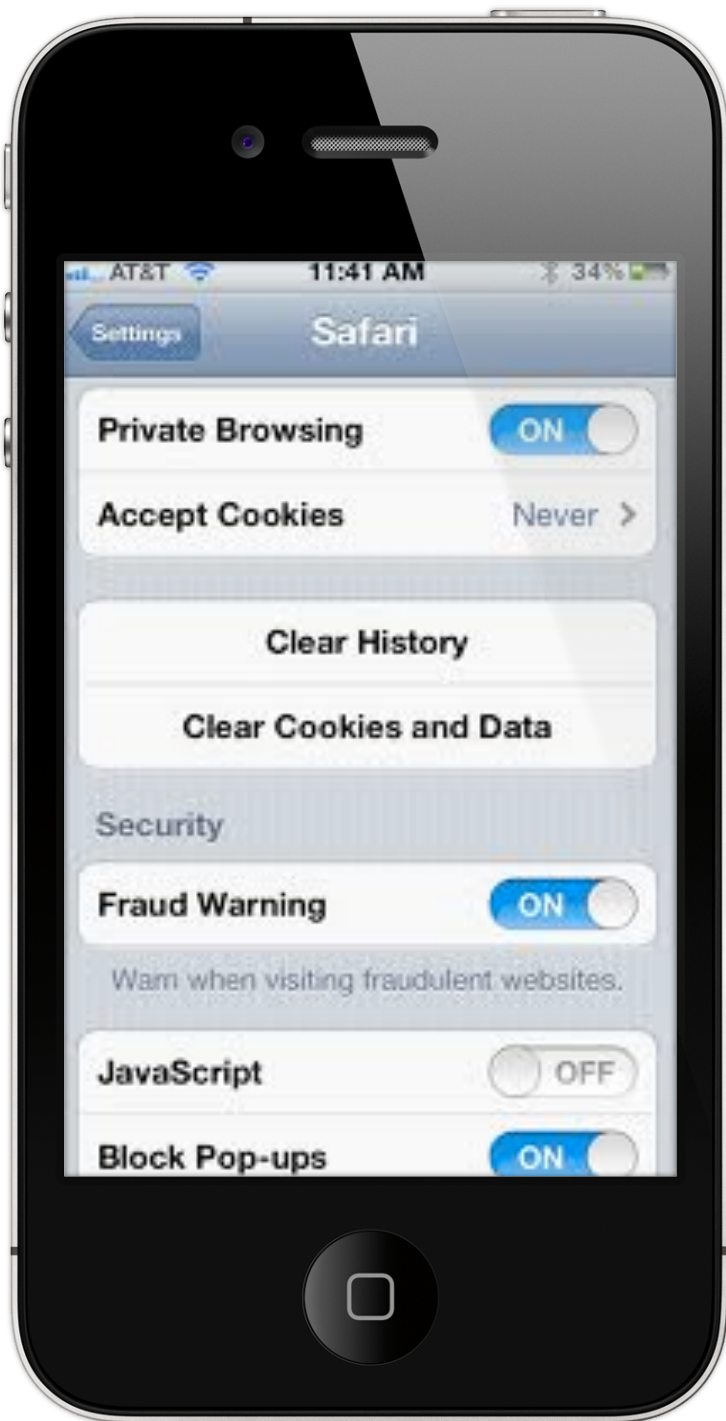 AT&T 11:41 AM 34%
Settings Safari
Private Browsing ON
Accept Cookies Never
Clear History
Clear Cookies and Data
Security
Fraud Warning ON
Warn when visiting fraudulent websites.
JavaScript OFF
Block Pop-ups ON